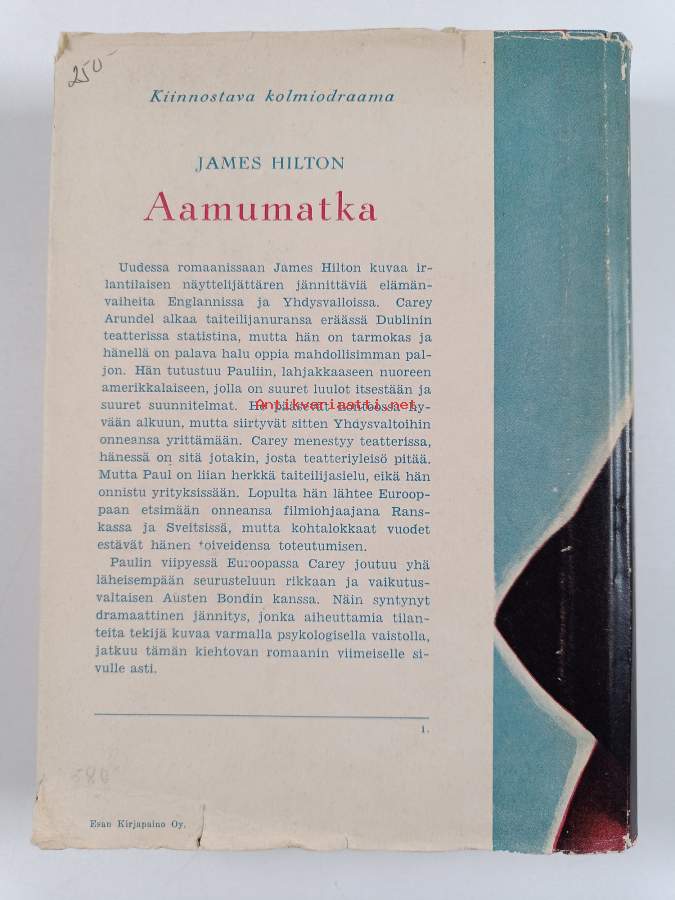 250
Kiinnostava kolmiodraama
JAMES HILTON
Aamumatka
Uudessa romaanissaan James Hilton kuvaa ir-
lantilaisen näyttelijättären jännittäviä elämän-
vaiheita Englannissa ja Yhdysvalloissa. Carey
Arundel alkaa taiteilijanuransa eräässä Dublinin
teatterissa statistina, mutta hän on tarmokas ja
hänellä on palava halu oppia mahdollisimman pal-
jon. Hän tutustuu Pauliin, lahjakkaaseen nuoreen
amerikkalaiseen, jolla on suuret luulot itsestään ja
suuret suunnitelmat. He pääsevät hy-
Antikvariaatti.net
vään alkuun, mutta siirtyvät sitten Yhdysvaltoihin
onneansa yrittämään. Carey menestyy teatterissa,
hänessä on sitä jotakin, josta teatteriyleisö pitää.
Mutta Paul on liian herkkä taiteilijasielu, eikä hän
onnistu yrityksissään. Lopulta hän lähtee Euroop-
paan etsimään onneansa filmiohjaajana Rans-
kassa ja Sveitsissä, mutta kohtalokkaat vuodet
estävät hänen toiveidensa toteutumisen.
Paulin viipyessä Euroopassa Carey joutuu yhä
läheisempään seurusteluun rikkaan ja vaikutus-
valtaisen Austen Bondin kanssa. Näin syntynyt
dramaattinen jännitys, jonka aiheuttamia tilan-
teita tekijä kuvaa varmalla psykologisella vaistolla,
jatkuu tämän kiehtovan romaanin viimeiselle si-
vulle asti.
1.
Esan Kirjapaino Oy.